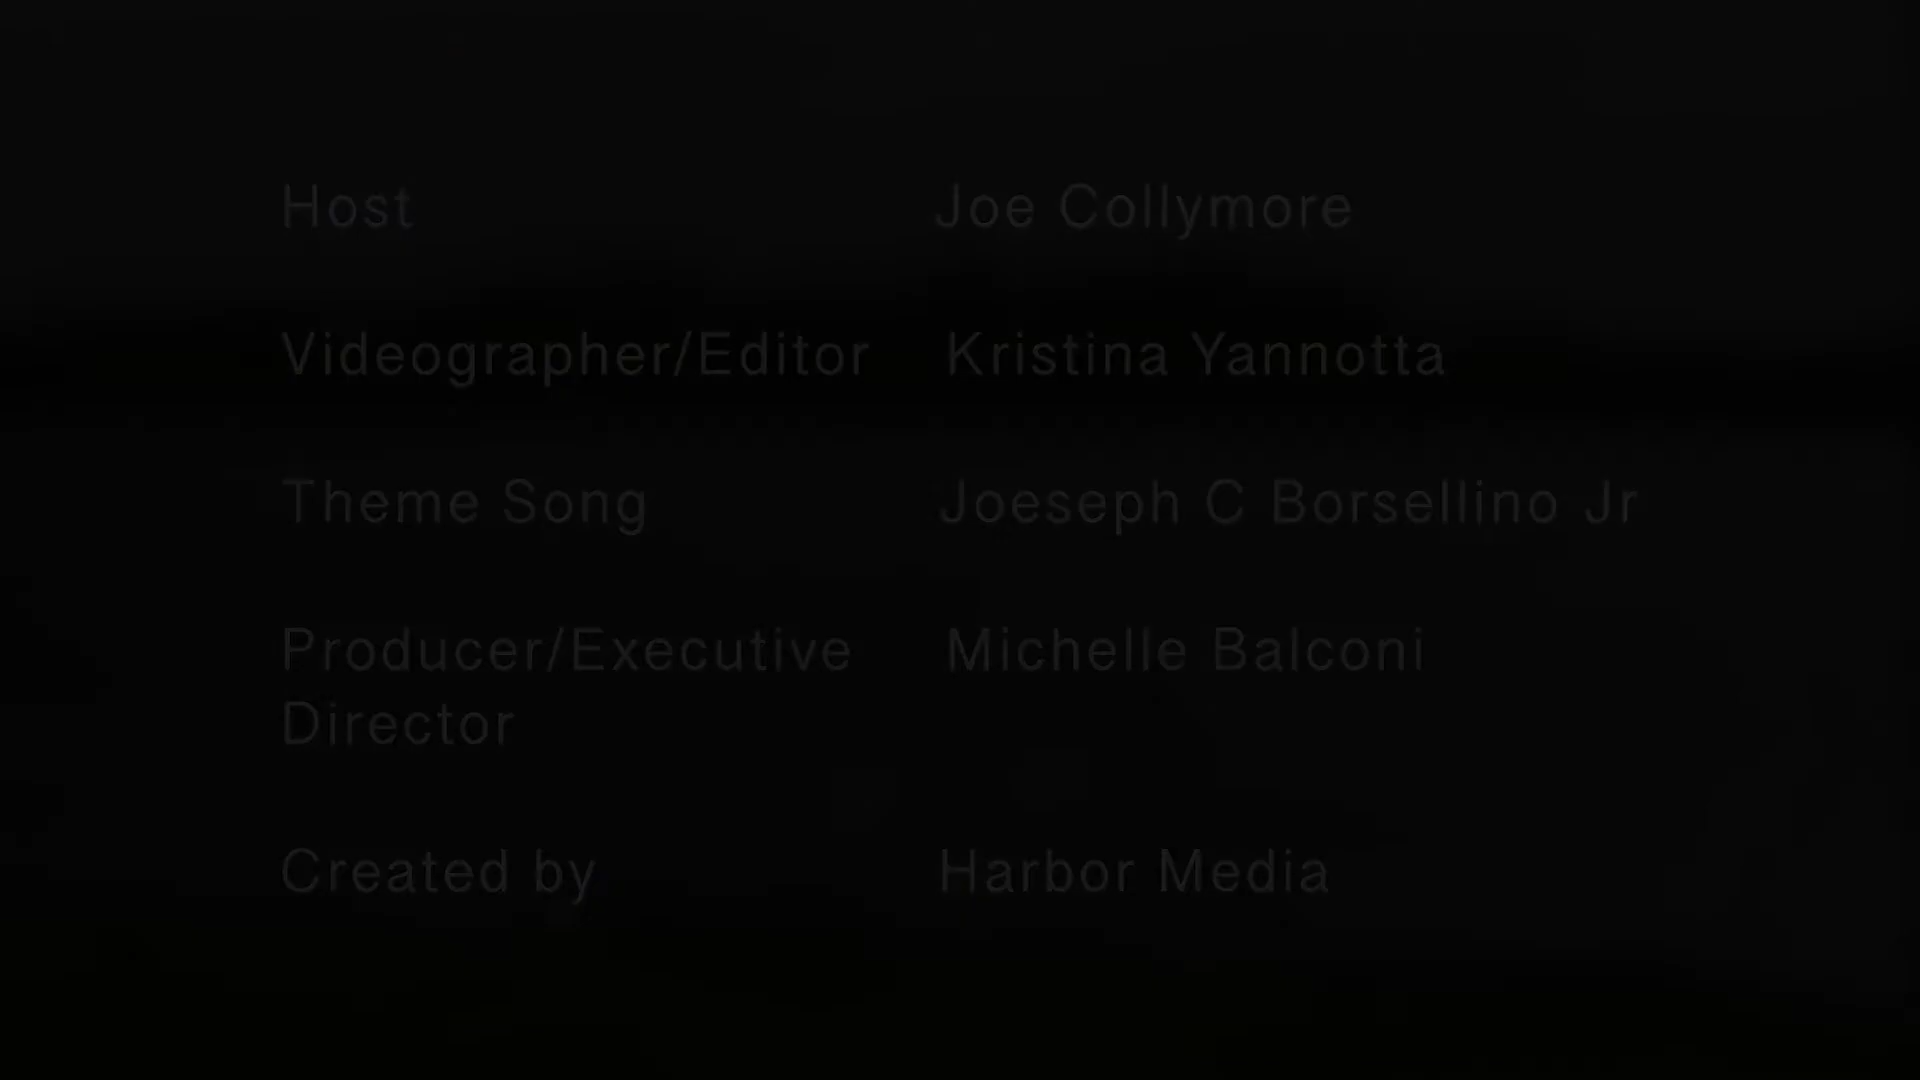 Host Joe Collymore
Videographer/Editor Kristina Yannotta
Theme Song Joeseph C Borsellino Jr
Producer/Executive Michelle Balconi
Director
Created by Harbor Media